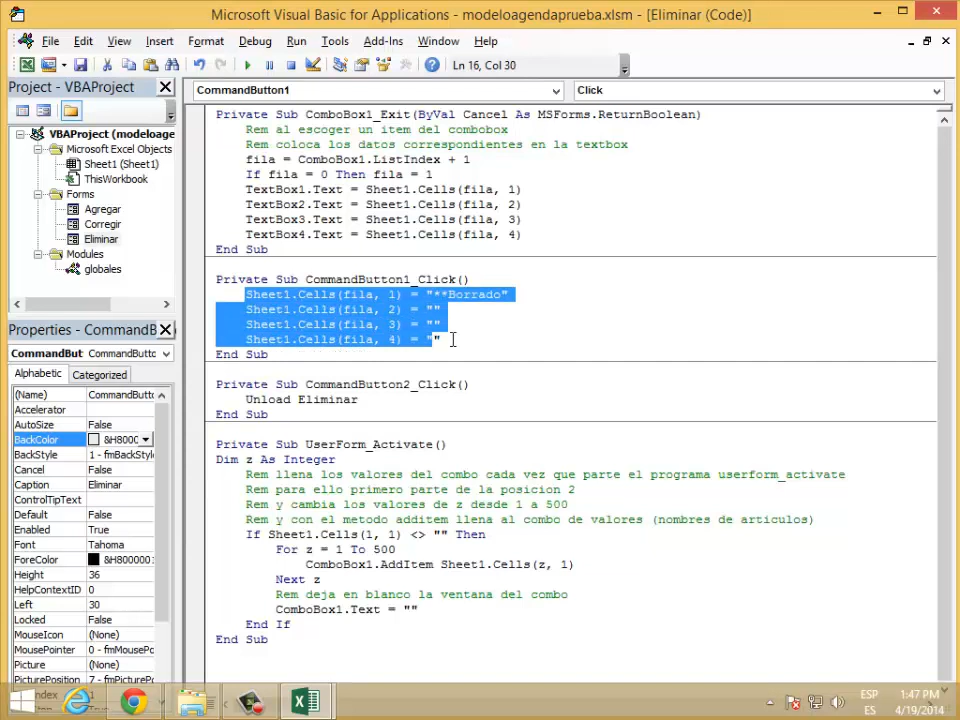 Microsoft Visual Basic for Applications - modeloagendaprueba.xlsm - [Eliminar (Code)]
File Edit View Insert Format Debug Run Tools Add-Ins Window Help
Ln 16, Col 30
Project - VBAProject
CommandButton1
Click
VBAProject (modeloage
Microsoft Excel Objects
Sheet1 (Sheet1)
ThisWorkbook
Forms
Agregar
Corregir
Eliminar
Modules
globales
Properties - CommandB
CommandBut CommandButto
Alphabetic Categorized
(Name) CommandButto
Accelerator
AutoSize False
BackColor &H800C
BackStyle 1 - fmBackStyl
Cancel False
Caption Eliminar
ControlTipText
Default False
Enabled True
Font Tahoma
ForeColor &H800001
Height 36
HelpContextID 0
Left 30
Locked False
MouseIcon (None)
MousePointer 0 - fmMousePo
Picture (None)
PicturePosition 7 - fmPicturePo
Private Sub ComboBox1_Exit(ByVal Cancel As MSForms.ReturnBoolean)
Rem al escoger un item del combobox
Rem coloca los datos correspondientes en la textbox
fila = ComboBox1.ListIndex + 1
If fila = 0 Then fila = 1
TextBox1.Text = Sheet1.Cells(fila, 1)
TextBox2.Text = Sheet1.Cells(fila, 2)
TextBox3.Text = Sheet1.Cells(fila, 3)
TextBox4.Text = Sheet1.Cells(fila, 4)
End Sub
Private Sub CommandButton1_Click()
Sheet1.Cells(fila, 1) = "**Borrado"
Sheet1.Cells(fila, 2) = ""
Sheet1.Cells(fila, 3) = ""
Sheet1.Cells(fila, 4) = ""
End Sub
Private Sub CommandButton2_Click()
Unload Eliminar
End Sub
Private Sub UserForm_Activate()
Dim z As Integer
Rem llena los valores del combo cada vez que parte el programa userform_activate
Rem para ello primero parte de la posicion 2
Rem y cambia los valores de z desde 1 a 500
Rem y con el metodo additem llena al combo de valores (nombres de articulos)
If Sheet1.Cells(1, 1) <> "" Then
For z = 1 To 500
ComboBox1.AddItem Sheet1.Cells(z, 1)
Next z
Rem deja en blanco la ventana del combo
ComboBox1.Text = ""
End If
End Sub
ESP
ES
1:47 PM
4/19/2014